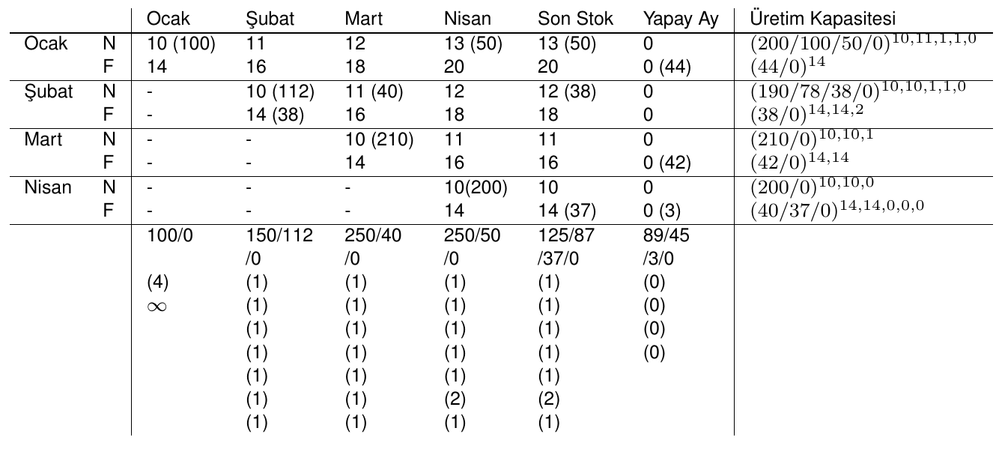 Ocak Şubat Mart Nisan Son Stok Yapay Ay Üretim Kapasitesi
Ocak N 10 (100) 11 12 13 (50) 13 (50) 0 (200/100/50/0)10,11,1,1,0
F 14 16 18 20 20 0 (44) (44/0)14
Şubat N - 10 (112) 11 (40) 12 12 (38) 0 (190/78/38/0)10,10,1,1,0
F - 14 (38) 16 18 18 0 (38/0)14,14,2
Mart N - - 10 (210) 11 11 0 (210/0)10,10,1
F - - 14 16 16 0 (42) (42/0)14,14
Nisan N - - - 10(200) 10 0 (200/0)10,10,0
F - - - 14 14 (37) 0 (3) (40/37/0)14,14,0,0,0
100/0 150/112 250/40 250/50 125/87 89/45
/0 /0 /0 /37/0 /3/0
(4) (1) (1) (1) (1) (0)
∞ (1) (1) (1) (1) (0)
(1) (1) (1) (1) (0)
(1) (1) (1) (1) (0)
(1) (1) (1) (1)
(1) (1) (2) (2)
(1) (1) (1) (1)